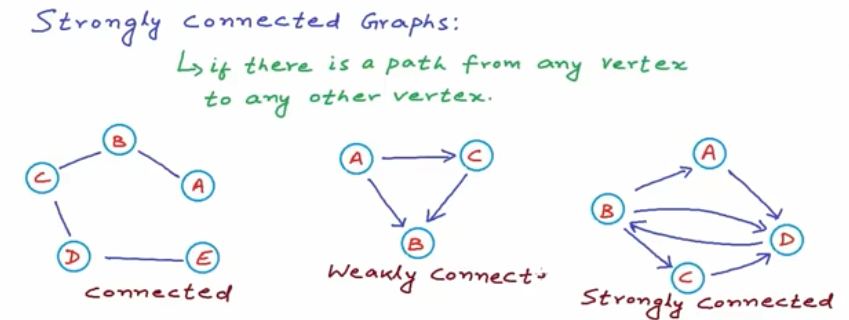 Strongly connected Graphs:
↳ if there is a path from any vertex
to any other vertex.
B
C
A
D
E
connected
A
C
B
Weakly connect
A
B
D
C
Strongly connected